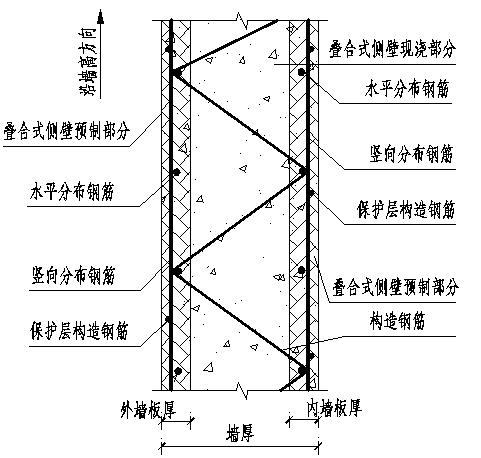 沿墙高方向
叠合式侧壁现浇部分
水平分布钢筋
叠合式侧壁预制部分
竖向分布钢筋
水平分布钢筋
保护层构造钢筋
竖向分布钢筋
叠合式侧壁预制部分
保护层构造钢筋
构造钢筋
外墙板厚
内墙板厚
墙厚